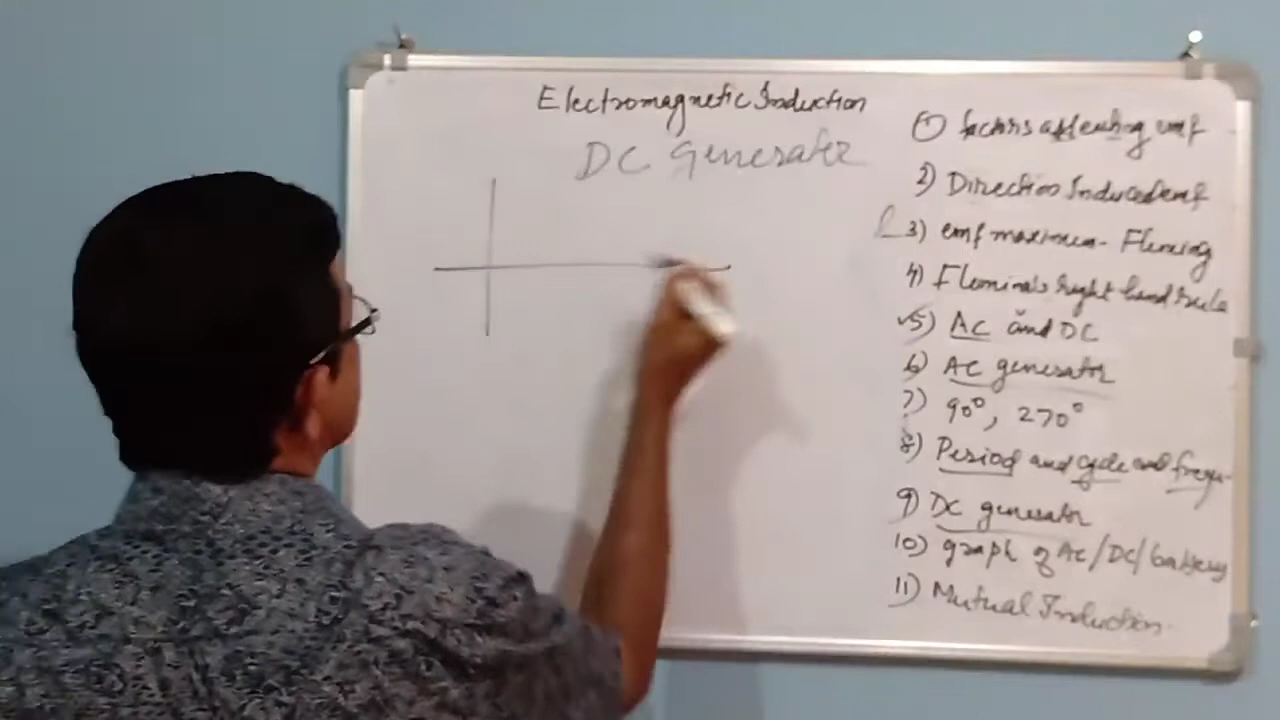 Electromagnetic Induction
DC Generator
1) factors affecting emf
2) Direction Induced emf
3) emf maximum - Fleming
4) Fleming's right hand rule
5) AC and DC
6) AC generator
7) 90°, 270°
8) Period and cycle and frequ-
9) DC generator
10) graph of AC/DC/battery
11) Mutual Induction